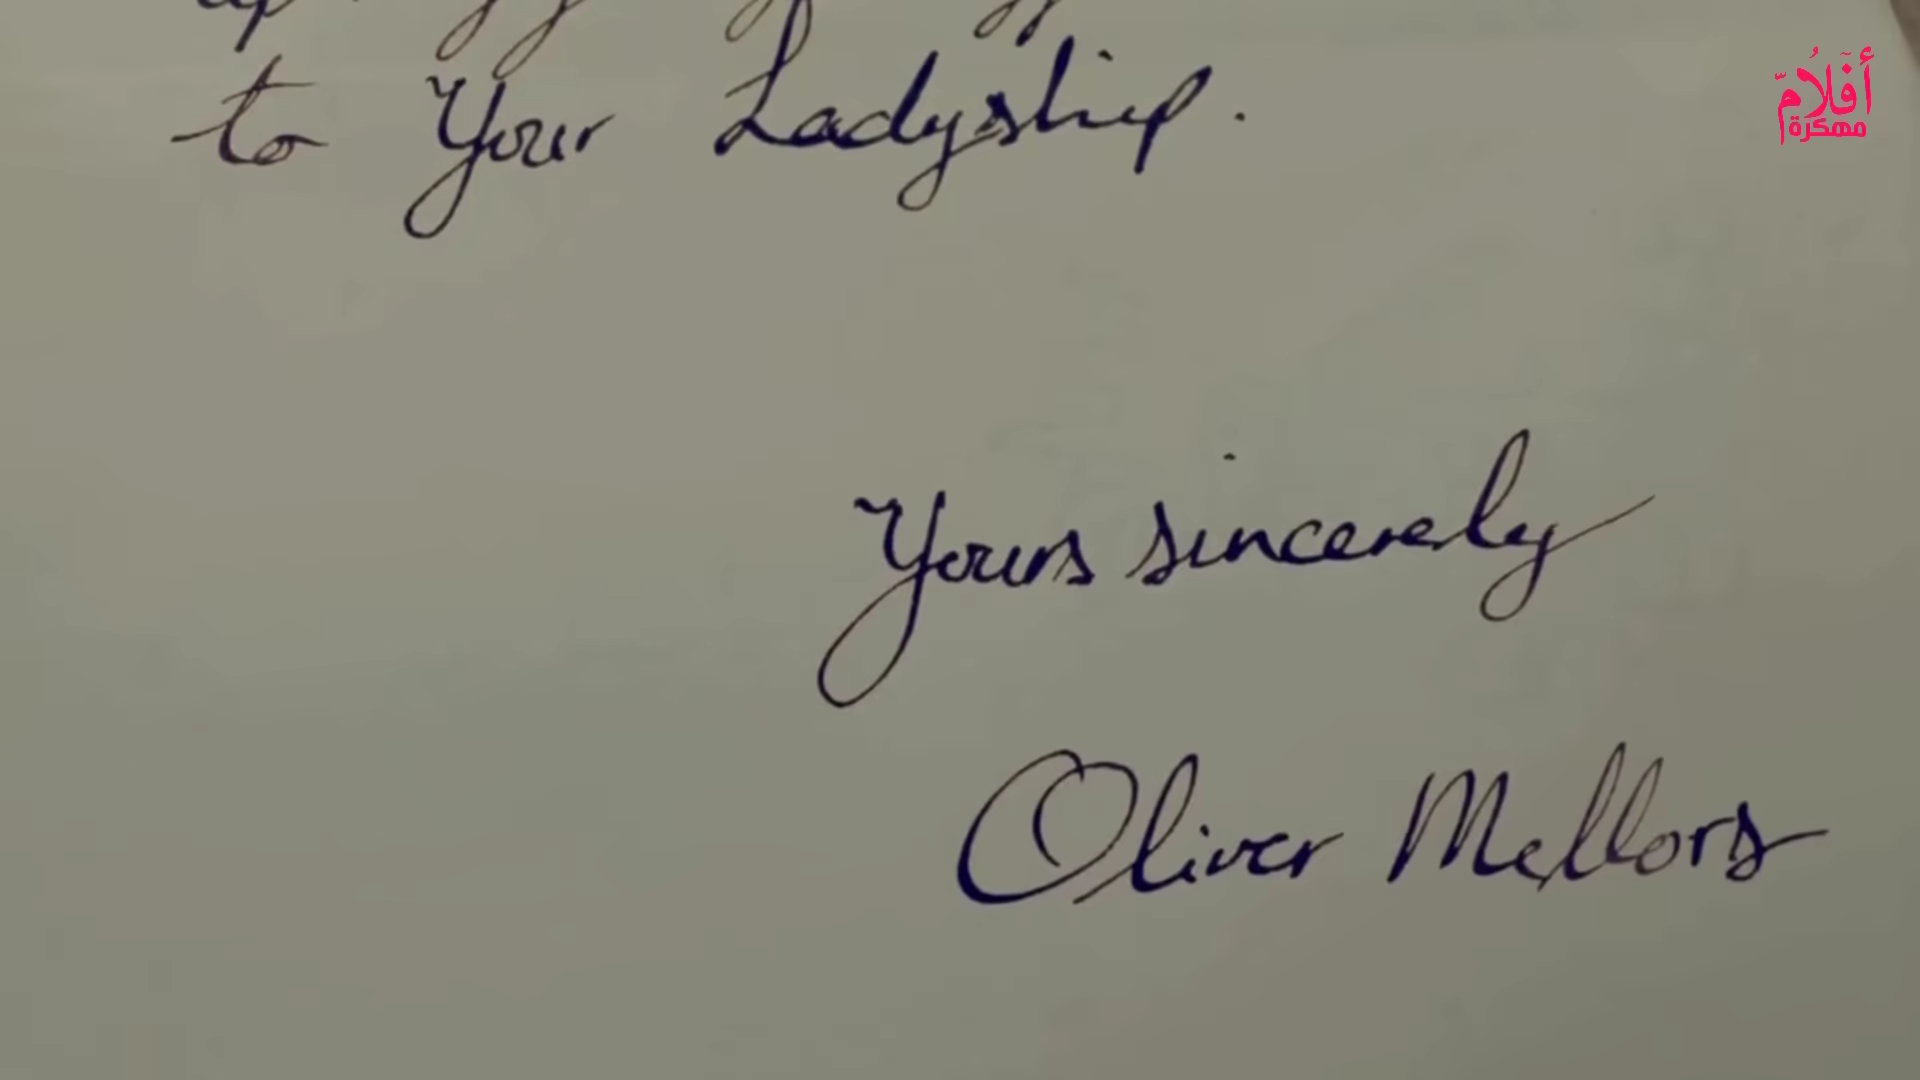 to Your Ladyship.
Yours sincerely
Oliver Mellors
أفلام
مهكرة